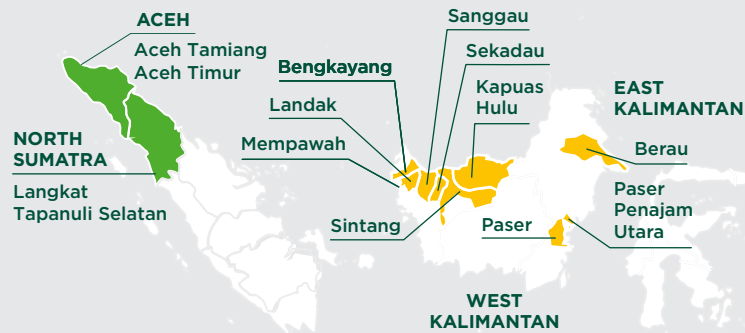 ACEH
Aceh Tamiang
Aceh Timur
NORTH
SUMATRA
Langkat
Tapanuli Selatan
Sanggau
Sekadau
Bengkayang
Kapuas
Hulu
Landak
Mempawah
Sintang
WEST
KALIMANTAN
EAST
KALIMANTAN
Berau
Paser
Penajam
Utara
Paser